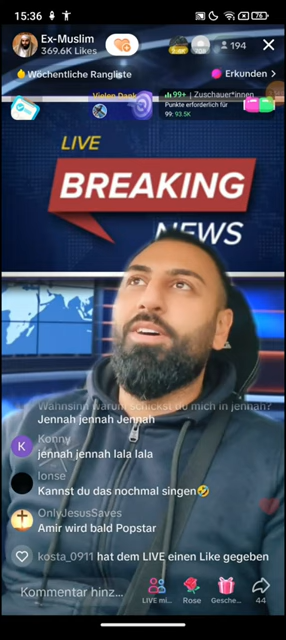 15:36
76
Ex-Muslim
369.6K Likes
194
Wöchentliche Rangliste
Erkunden
Vielen Dank
99+ | Zuschauer*innen
Punkte erforderlich für
99: 93.5K
LIVE
BREAKING
NEWS
Wahnsinn warum schickst du mich in jennah?
Jennah jennah Jennah
K
Konny
jennah jennah lala lala
Ionse
Kannst du das nochmal singen🤣
OnlyJesusSaves
Amir wird bald Popstar
kosta_0911 hat dem LIVE einen Like gegeben
Kommentar hinz...
LIVE mi...
Rose
Gesche...
44